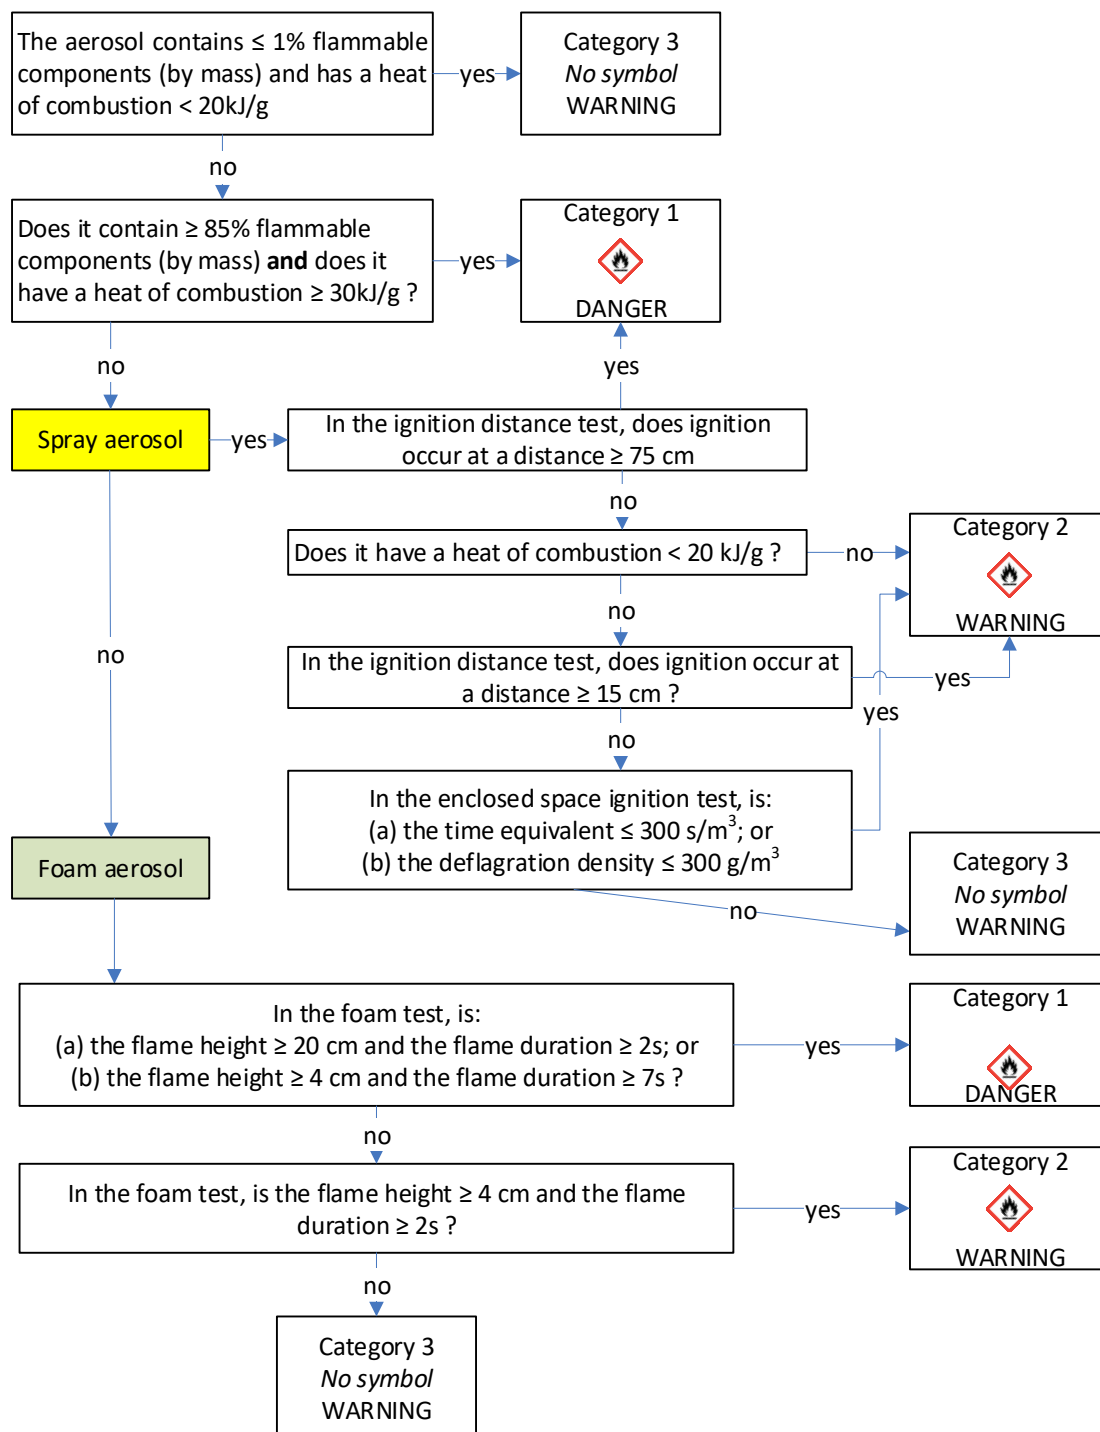 The aerosol contains ≤ 1% flammable
components (by mass) and has a heat
of combustion < 20kJ/g
yes
Category 3
No symbol
WARNING
no
Does it contain ≥ 85% flammable
components (by mass) and does it
have a heat of combustion ≥ 30kJ/g ?
yes
Category 1
DANGER
no
yes
Spray aerosol
yes
In the ignition distance test, does ignition
occur at a distance ≥ 75 cm
no
Does it have a heat of combustion < 20 kJ/g ?
no
Category 2
WARNING
no
In the ignition distance test, does ignition occur at
a distance ≥ 15 cm ?
yes
yes
no
no
In the enclosed space ignition test, is:
(a) the time equivalent ≤ 300 s/m³; or
(b) the deflagration density ≤ 300 g/m³
no
Category 3
No symbol
WARNING
Foam aerosol
In the foam test, is:
(a) the flame height ≥ 20 cm and the flame duration ≥ 2s; or
(b) the flame height ≥ 4 cm and the flame duration ≥ 7s ?
yes
Category 1
DANGER
no
In the foam test, is the flame height ≥ 4 cm and the flame
duration ≥ 2s ?
yes
Category 2
WARNING
no
Category 3
No symbol
WARNING